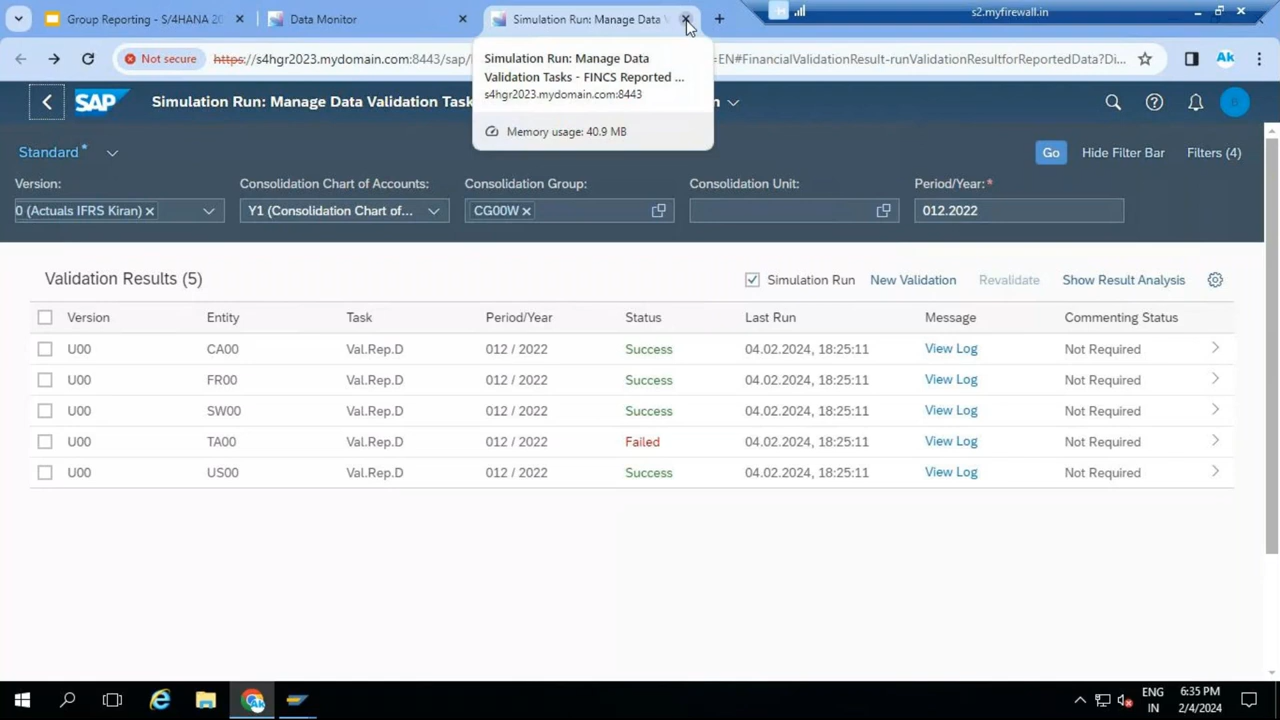 Group Reporting - S/4HANA 20
Data Monitor
Simulation Run: Manage Data
s2.myfirewall.in
Not secure
https://s4hgr2023.mydomain.com:8443/sap/
=EN#FinancialValidationResult-runValidationResultforReportedData?Di...
Ak
Simulation Run: Manage Data
Validation Tasks - FINCS Reported ...
s4hgr2023.mydomain.com:8443
Memory usage: 40.9 MB
SAP
Simulation Run: Manage Data Validation Task
Standard *
Go
Hide Filter Bar
Filters (4)
Version:
Consolidation Chart of Accounts:
Consolidation Group:
Consolidation Unit:
Period/Year: *
0 (Actuals IFRS Kiran)
Y1 (Consolidation Chart of...
CG00W
012.2022
Validation Results (5)
Simulation Run
New Validation
Revalidate
Show Result Analysis
Version Entity Task Period/Year Status Last Run Message Commenting Status
U00 CA00 Val.Rep.D 012 / 2022 Success 04.02.2024, 18:25:11 View Log Not Required
U00 FR00 Val.Rep.D 012 / 2022 Success 04.02.2024, 18:25:11 View Log Not Required
U00 SW00 Val.Rep.D 012 / 2022 Success 04.02.2024, 18:25:11 View Log Not Required
U00 TA00 Val.Rep.D 012 / 2022 Failed 04.02.2024, 18:25:11 View Log Not Required
U00 US00 Val.Rep.D 012 / 2022 Success 04.02.2024, 18:25:11 View Log Not Required
Ak
ENG
IN
6:35 PM
2/4/2024